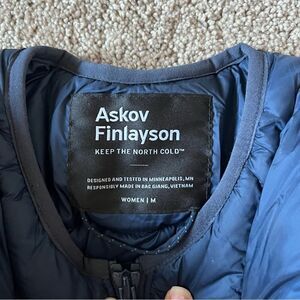 Askov
Finlayson
KEEP THE NORTH COLD™
DESIGNED AND TESTED IN MINNEAPOLIS, MN
RESPONSIBLY MADE IN BAC GIANG, VIETNAM
WOMEN | M